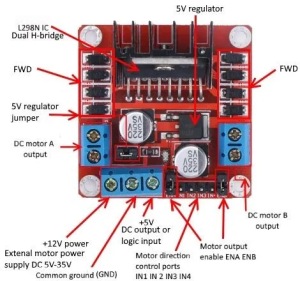 L298N IC
Dual H-bridge
5V regulator
FWD
FWD
5V regulator
jumper
DC motor A
output
+5V
DC output or
logic input
+12V power
Extenal motor power
supply DC 5V-35V
Common ground (GND)
Motor direction
control ports
IN1 IN 2 IN3 IN4
Motor output
enable ENA ENB
DC motor B
output